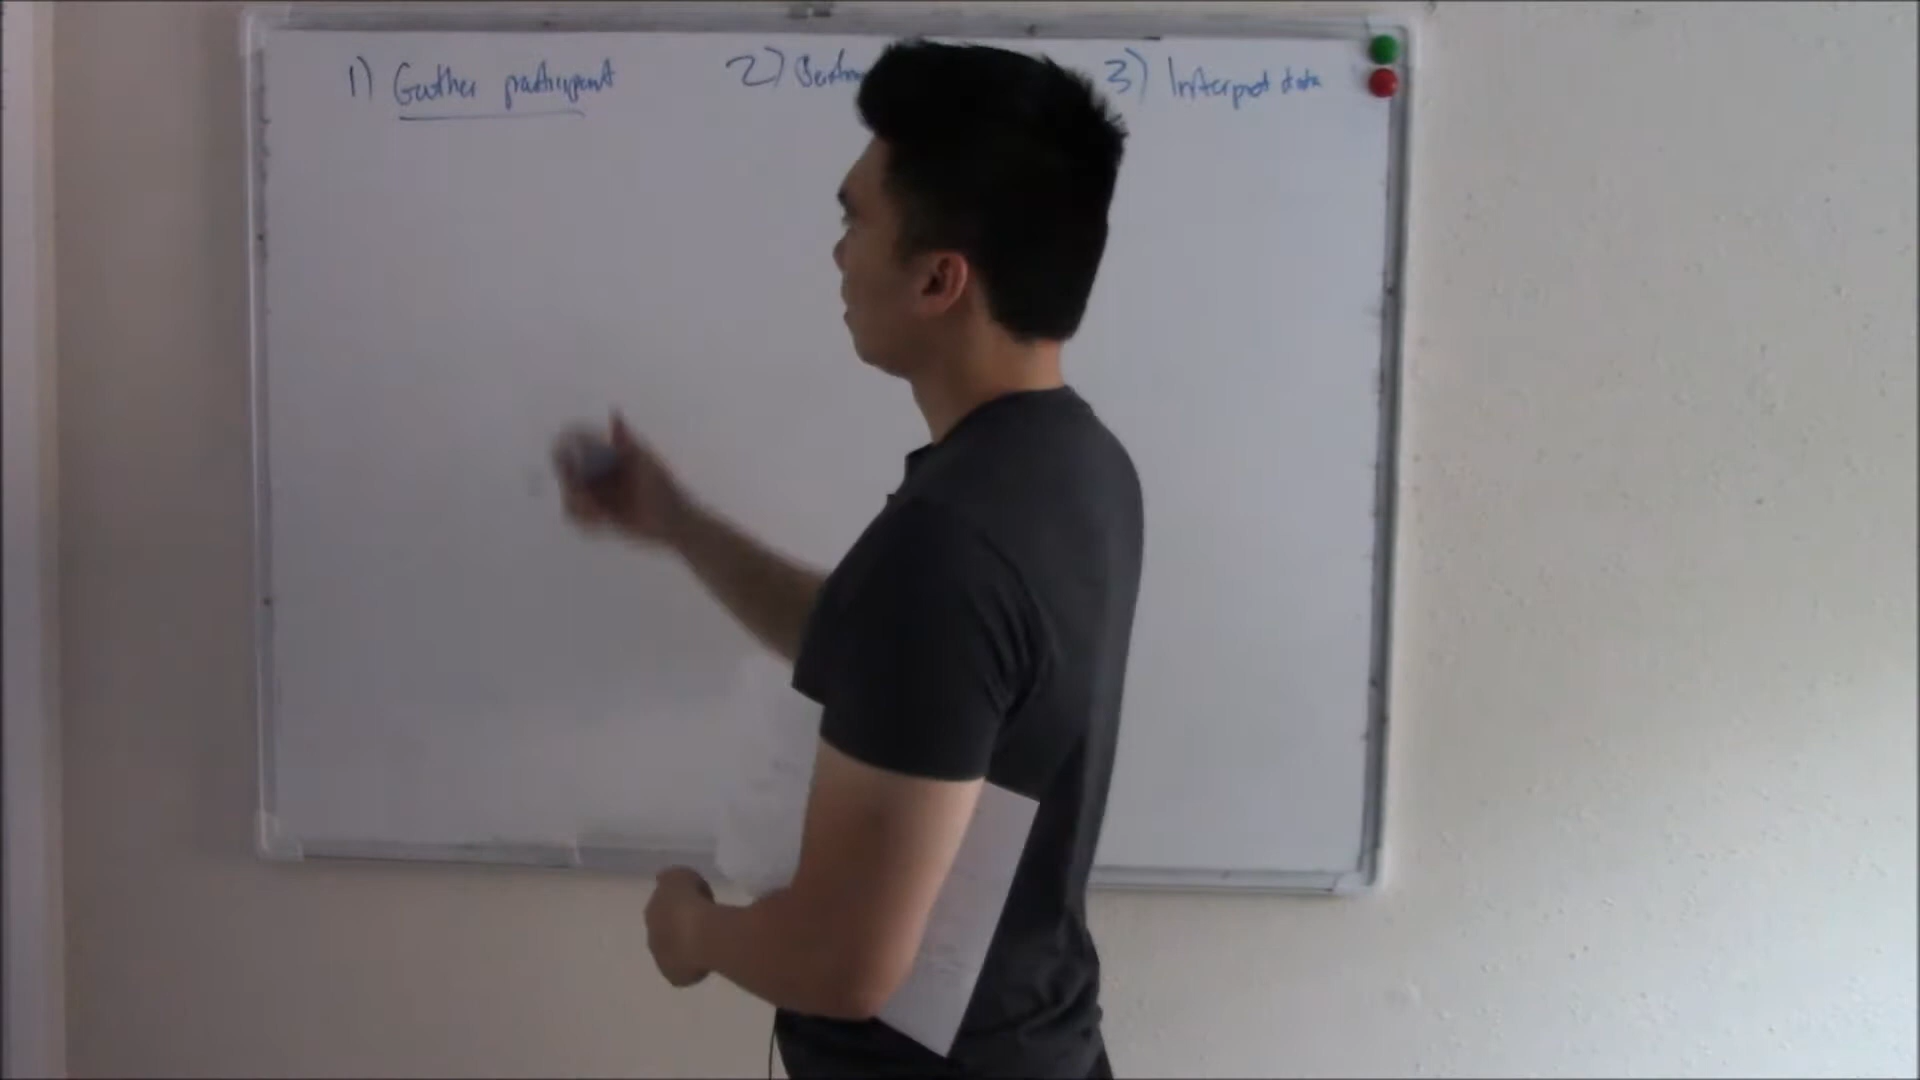 1) Gather participant
2)
3) Interpret data